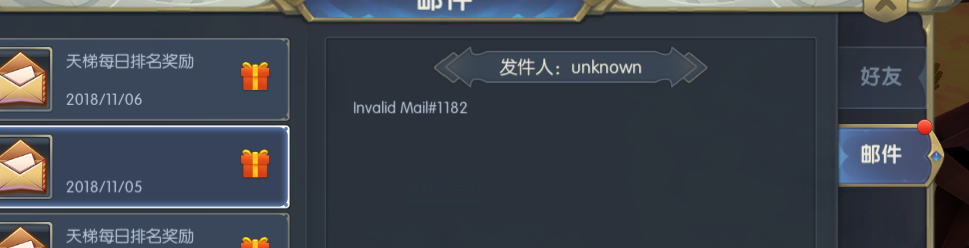 邮件
天梯每日排名奖励
2018/11/06
2018/11/05
天梯每日排名奖励
发件人：unknown
Invalid Mail#1182
好友
邮件